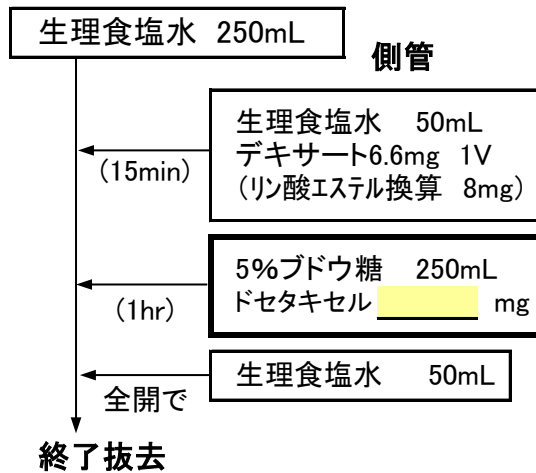 生理食塩水 250mL
側管
生理食塩水 50mL
デキサート6.6mg 1V
(リン酸エステル換算 8mg)
(15min)
5%ブドウ糖 250mL
ドセタキセル mg
(1hr)
生理食塩水 50mL
全開で
終了抜去